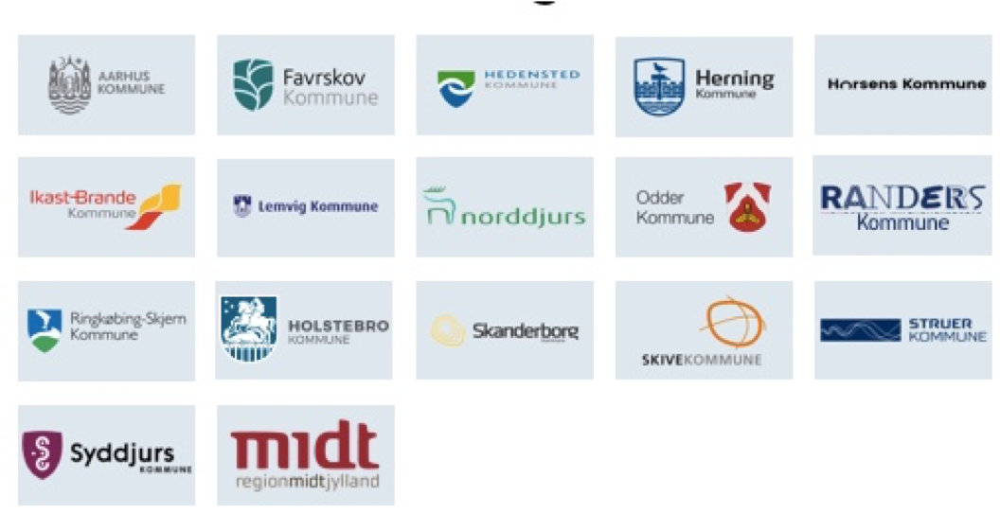 AARHUS
KOMMUNE
Favrskov
Kommune
HEDENSTED
KOMMUNE
Herning
Kommune
Horsens Kommune
Ikast-Brande
Kommune
Lemvig Kommune
norddjurs
Odder
Kommune
RANDERS
Kommune
Ringkøbing-Skjern
Kommune
HOLSTEBRO
KOMMUNE
Skanderborg
SKIVEKOMMUNE
STRUER
KOMMUNE
Syddjurs
KOMMUNE
midt
regionmidtjylland